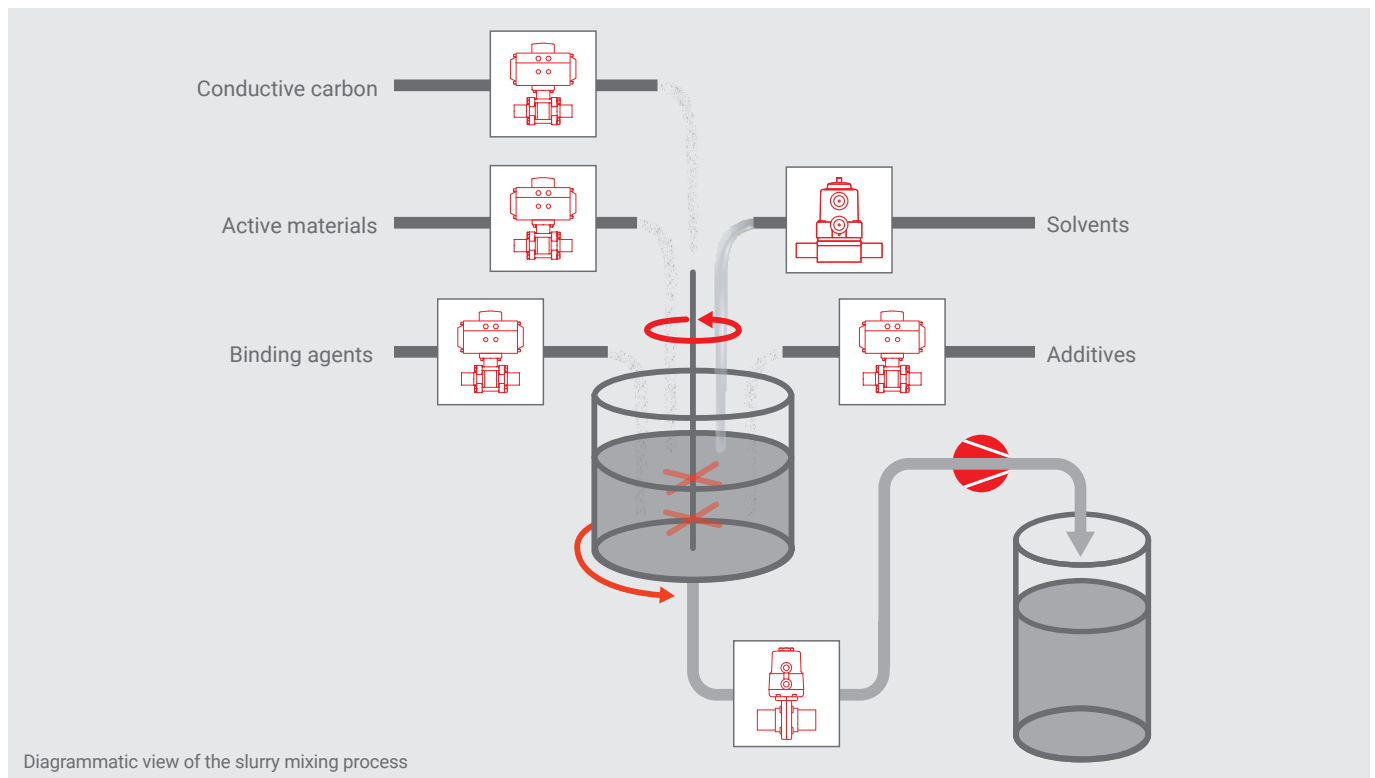 Conductive carbon
Active materials
Solvents
Binding agents
Additives
Diagrammatic view of the slurry mixing process